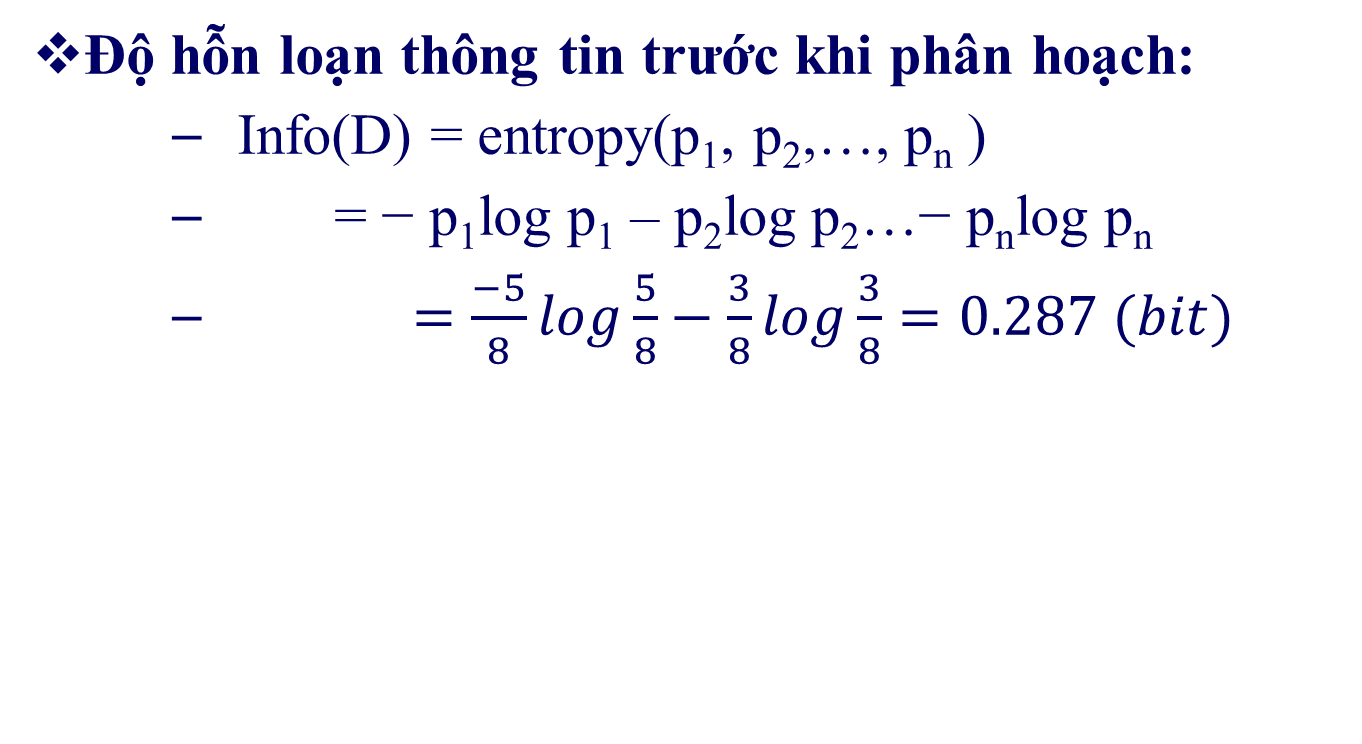 ❖Độ hỗn loạn thông tin trước khi phân hoạch:
– Info(D) = entropy(p₁, p₂,…, pₙ )
– = − p₁log p₁ – p₂log p₂…− pₙlog pₙ
– = −5/8 log 5/8 − 3/8 log 3/8 = 0.287 (bit)